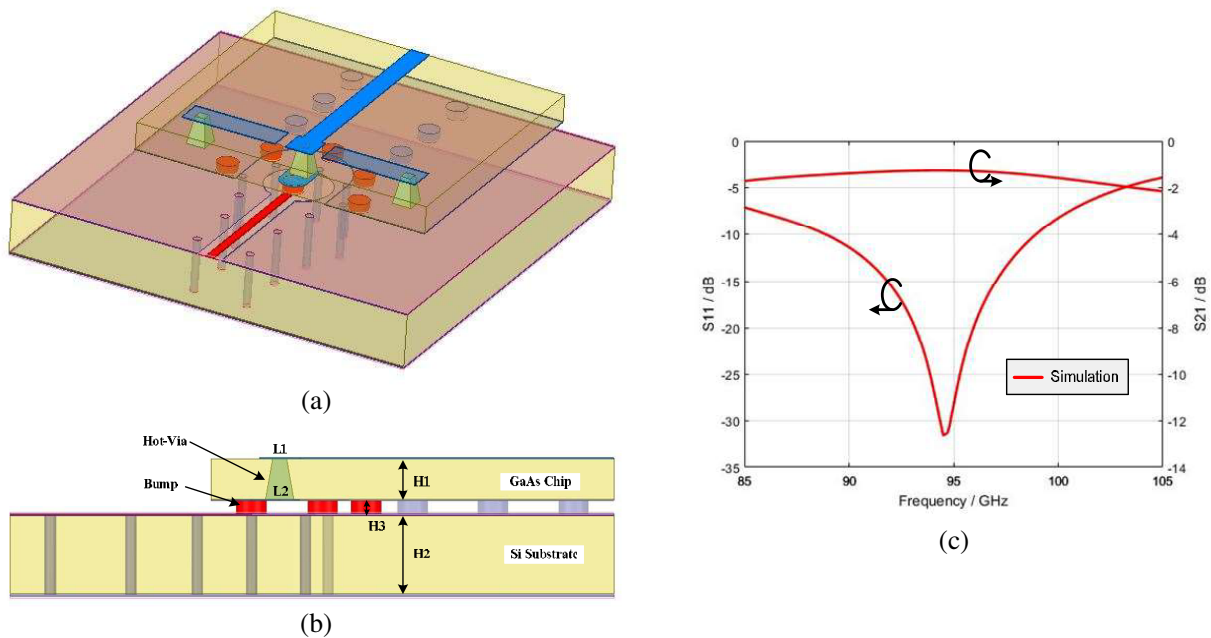 (a)
Hot-Via
L1
Bump
L2
H1
GaAs Chip
H3
H2
Si Substrate
(b)
0
-5
-10
-15
-20
-25
-30
-35
S11 / dB
0
-2
-4
-6
-8
-10
-12
-14
S21 / dB
Simulation
85
90
95
100
105
Frequency / GHz
(c)